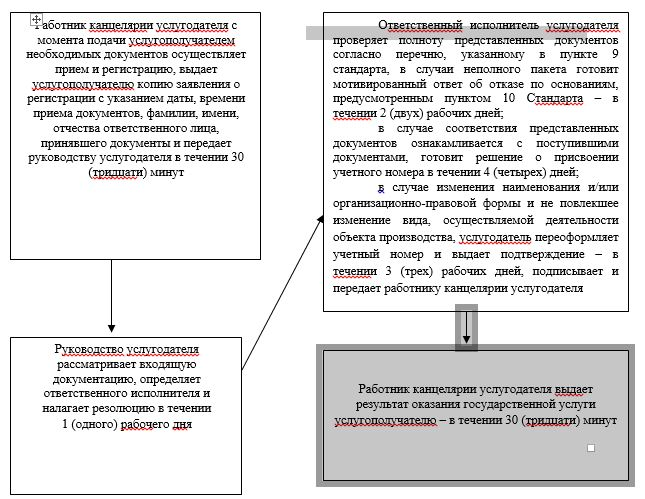 Работник канцелярии услугодателя с
момента подачи услугополучателем
необходимых документов осуществляет
прием и регистрацию, выдает
услугополучателю копию заявления о
регистрации с указанием даты, времени
приема документов, фамилии, имени,
отчества ответственного лица,
принявшего документы и передает
руководству услугодателя в течении 30
(тридцати) минут
Руководство услугодателя
рассматривает входящую
документацию, определяет
ответственного исполнителя и
налагает резолюцию в течении
1 (одного) рабочего дня
Ответственный исполнитель услугодателя
проверяет полноту представленных документов
согласно перечню, указанному в пункте 9
стандарта, в случаи неполного пакета готовит
мотивированный ответ об отказе по основаниям,
предусмотренным пунктом 10 Стандарта – в
течении 2 (двух) рабочих дней;
в случае соответствия представленных
документов ознакамливается с поступившими
документами, готовит решение о присвоении
учетного номера в течении 4 (четырех) дней;
в случае изменения наименования и/или
организационно-правовой формы и не повлекшее
изменение вида, осуществляемой деятельности
объекта производства, услугодатель переоформляет
учетный номер и выдает подтверждение – в
течении 3 (трех) рабочих дней, подписывает и
передает работнику канцелярии услугодателя
Работник канцелярии услугодателя выдает
результат оказания государственной услуги
услугополучателю – в течении 30 (тридцати) минут